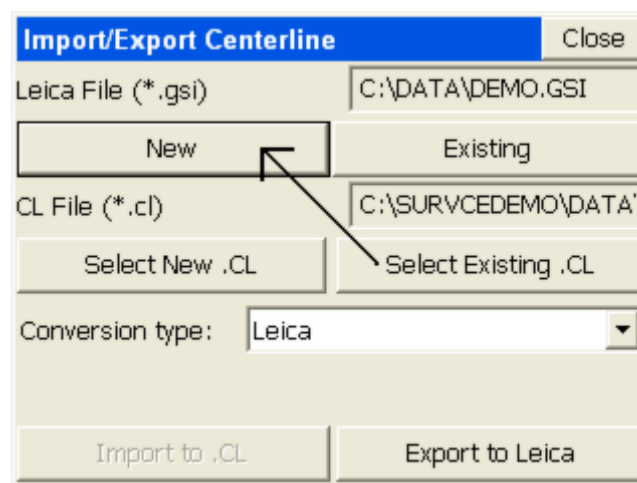 Import/Export Centerline Close
Leica File (*.gsi) C:\DATA\DEMO.GSI
New Existing
CL File (*.cl) C:\SURVCEDEMO\DATA
Select New .CL Select Existing .CL
Conversion type: Leica
Import to .CL Export to Leica